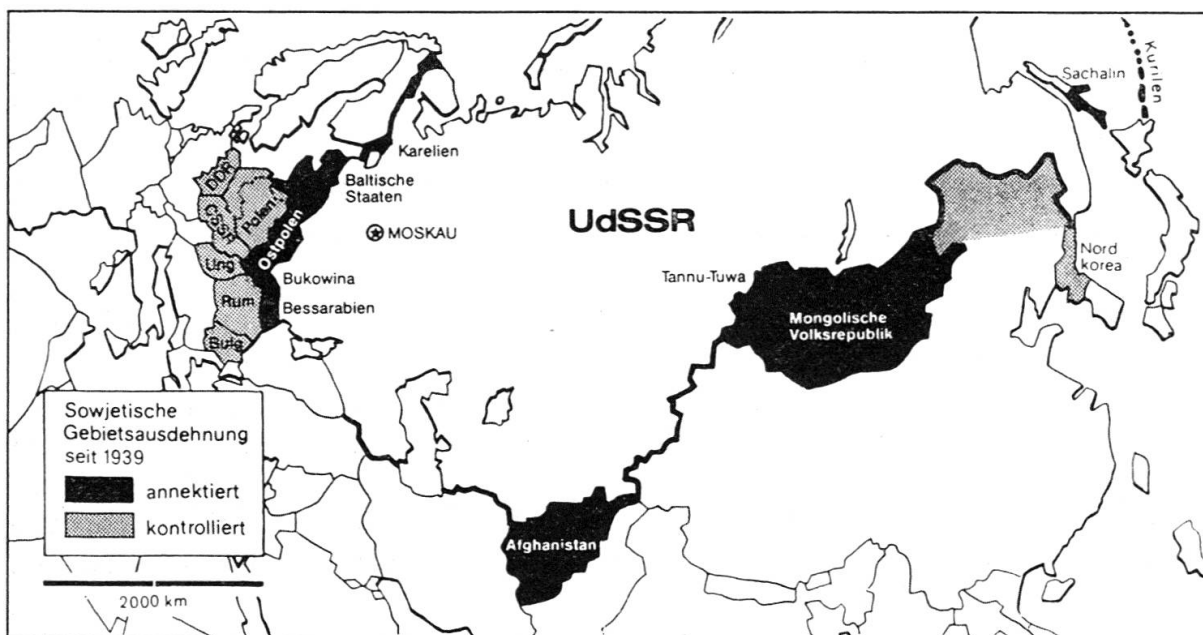 Kurilen
Sachalin
Karelien
Baltische
Staaten
DDR
Polen
ČSSR
Ostpolen
MOSKAU
UdSSR
Ung
Bukowina
Rum
Bessarabien
Bulg
Tannu-Tuwa
Mongolische
Volksrepublik
Nord
korea
Afghanistan
Sowjetische
Gebietsausdehnung
seit 1939
annektiert
kontrolliert
2000 km